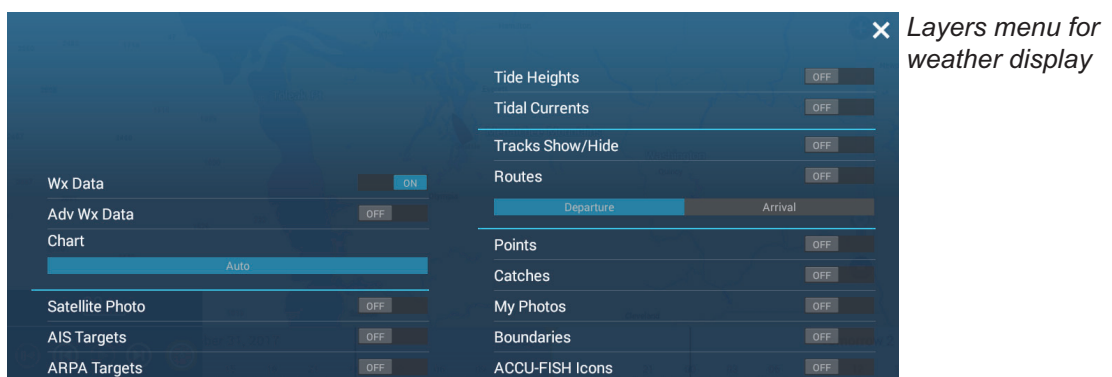 Layers menu for
weather display
Wx Data ON
Adv Wx Data OFF
Chart
Auto
Satellite Photo OFF
AIS Targets OFF
ARPA Targets OFF
Tide Heights OFF
Tidal Currents OFF
Tracks Show/Hide OFF
Routes OFF
Departure Arrival
Points OFF
Catches OFF
My Photos OFF
Boundaries OFF
ACCU-FISH Icons OFF